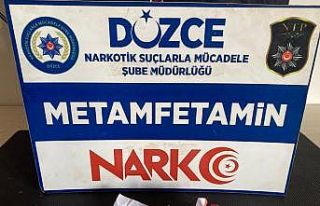 DÜZCE
NARKOTİK SUÇLARLA MÜCADELE
ŞUBE MÜDÜRLÜĞÜ
METAMFETAMİN
NARKO